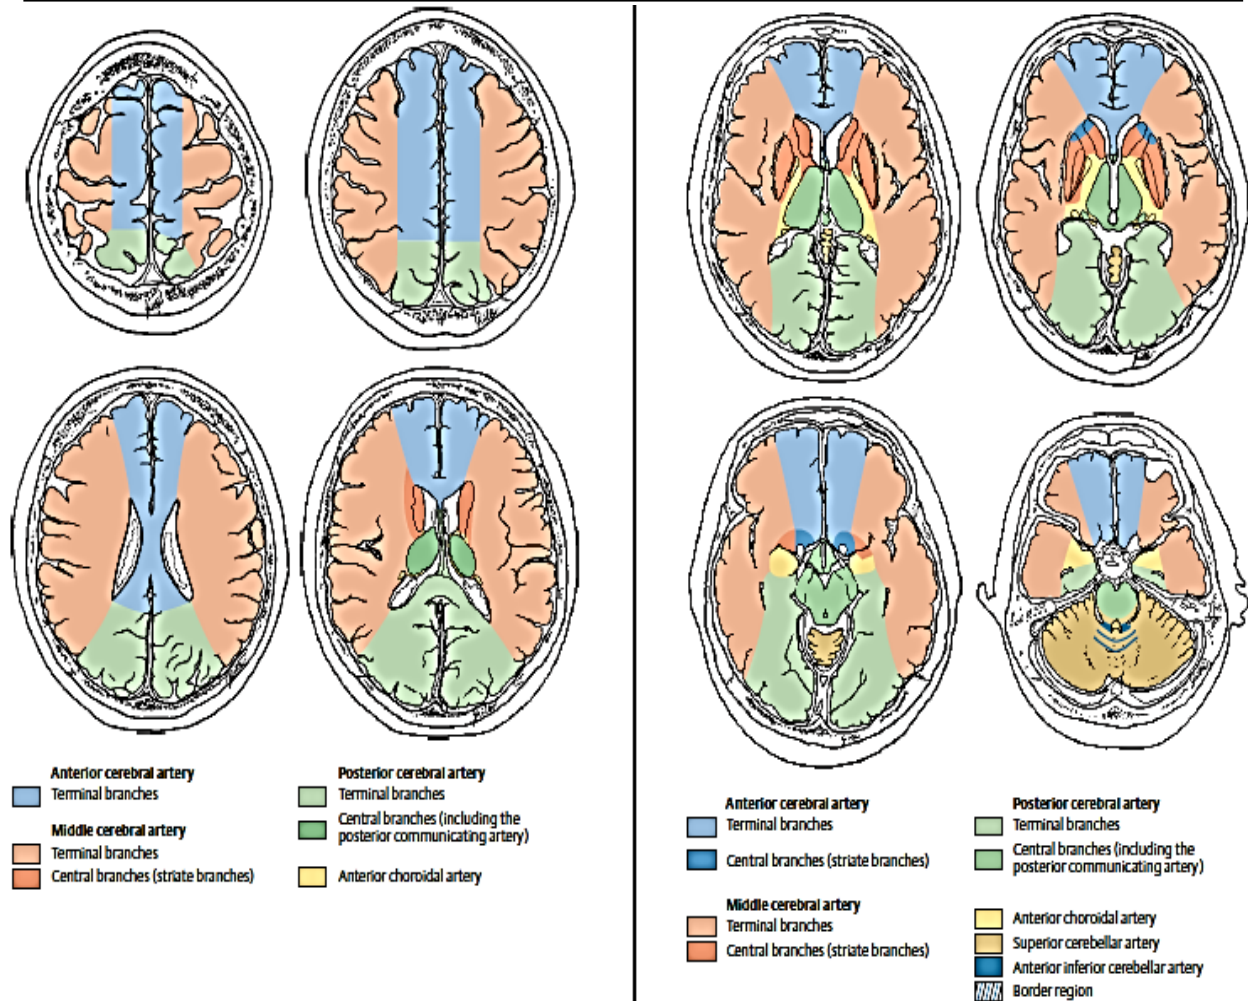 Anterior cerebral artery
Terminal branches
Middle cerebral artery
Terminal branches
Central branches (striate branches)
Posterior cerebral artery
Terminal branches
Central branches (including the
posterior communicating artery)
Anterior choroidal artery
Anterior cerebral artery
Terminal branches
Central branches (striate branches)
Middle cerebral artery
Terminal branches
Central branches (striate branches)
Posterior cerebral artery
Terminal branches
Central branches (including the
posterior communicating artery)
Anterior choroidal artery
Superior cerebellar artery
Anterior inferior cerebellar artery
Border region